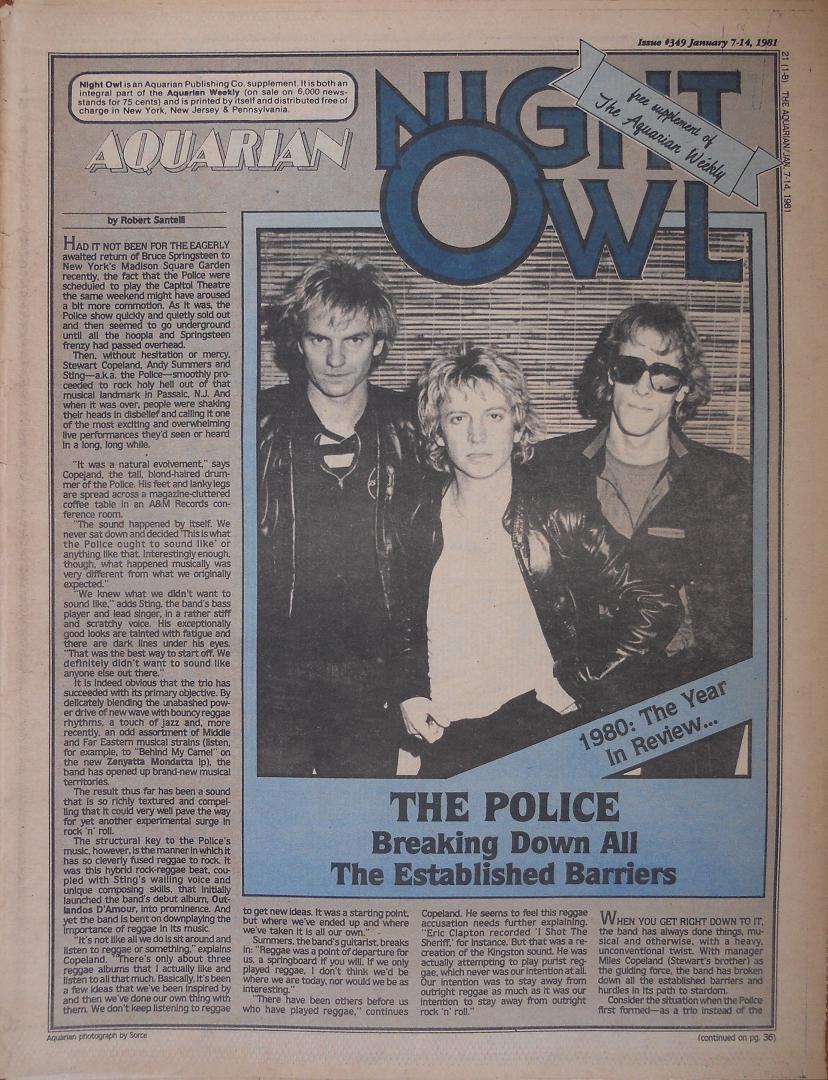 Issue #349 January 7-14, 1981
21 (1-B) THE AQUARIAN/JAN. 7-14, 1981
Night Owl is an Aquarian Publishing Co. supplement. It is both an
integral part of the Aquarian Weekly (on sale on 6,000 news-
stands for 75 cents) and is printed by itself and distributed free of
charge in New York, New Jersey & Pennsylvania.
AQUARIAN
NIGHT
OWL
free supplement of
The Aquarian Weekly
by Robert Santelli
HAD IT NOT BEEN FOR THE EAGERLY
awaited return of Bruce Springsteen to
New York's Madison Square Garden
recently, the fact that the Police were
scheduled to play the Capitol Theatre
the same weekend might have aroused
a bit more commotion. As it was, the
Police show quickly and quietly sold out
and then seemed to go underground
until all the hoopla and Springsteen
frenzy had passed overhead.
Then, without hesitation or mercy,
Stewart Copeland, Andy Summers and
Sting—a.k.a. the Police—smoothly pro-
ceeded to rock holy hell out of that
musical landmark in Passaic, N.J. And
when it was over, people were shaking
their heads in disbelief and calling it one
of the most exciting and overwhelming
live performances they'd seen or heard
in a long, long while.
"It was a natural evolvement," says
Copeland, the tall, blond-haired drum-
mer of the Police. His feet and lanky legs
are spread across a magazine-cluttered
coffee table in an A&M Records con-
ference room.
"The sound happened by itself. We
never sat down and decided 'This is what
the Police ought to sound like' or
anything like that. Interestingly enough,
though, what happened musically was
very different from what we originally
expected."
"We knew what we didn't want to
sound like," adds Sting, the band's bass
player and lead singer, in a rather stiff
and scratchy voice. His exceptionally
good looks are tainted with fatigue and
there are dark lines under his eyes.
"That was the best way to start off. We
definitely didn't want to sound like
anyone else out there."
It is indeed obvious that the trio has
succeeded with its primary objective. By
delicately blending the unabashed pow-
er drive of new wave with bouncy reggae
rhythms, a touch of jazz and, more
recently, an odd assortment of Middle
and Far Eastern musical strains (listen,
for example, to "Behind My Camel" on
the new Zenyatta Mondatta lp), the
band has opened up brand-new musical
territories.
The result thus far has been a sound
that is so richly textured and compel-
ling that it could very well pave the way
for yet another experimental surge in
rock 'n' roll.
The structural key to the Police's
music, however, is the manner in which it
has so cleverly fused reggae to rock. It
was this hybrid rock-reggae beat, cou-
pled with Sting's wailing voice and
unique composing skills, that initially
launched the band's debut album, Out-
landos D'Amour, into prominence. And
yet the band is bent on downplaying the
importance of reggae in its music.
"It's not like all we do is sit around and
listen to reggae or something," explains
Copeland. "There's only about three
reggae albums that I actually like and
listen to all that much. Basically, it's been
a few ideas that we've been inspired by
and then we've done our own thing with
them. We don't keep listening to reggae
1980: The Year
In Review...
THE POLICE
Breaking Down All
The Established Barriers
to get new ideas. It was a starting point,
but where we've ended up and where
we've taken it is all our own."
Summers, the band's guitarist, breaks
in: "Reggae was a point of departure for
us, a springboard if you will. If we only
played reggae, I don't think we'd be
where we are today, nor would we be as
interesting."
"There have been others before us
who have played reggae," continues
Copeland. He seems to feel this reggae
accusation needs further explaining.
"Eric Clapton recorded 'I Shot The
Sheriff,' for instance. But that was a re-
creation of the Kingston sound. He was
actually attempting to play purist reg-
gae, which never was our intention at all.
Our intention was to stay away from
outright reggae as much as it was our
intention to stay away from outright
rock 'n' roll."
WHEN YOU GET RIGHT DOWN TO IT,
the band has always done things, mu-
sical and otherwise, with a heavy,
unconventional twist. With manager
Miles Copeland (Stewart's brother) as
the guiding force, the band has broken
down all the established barriers and
hurdles in its path to stardom.
Consider the situation when the Police
first formed—as a trio instead of the
Aquarian photograph by Sorce
(continued on pg. 36)